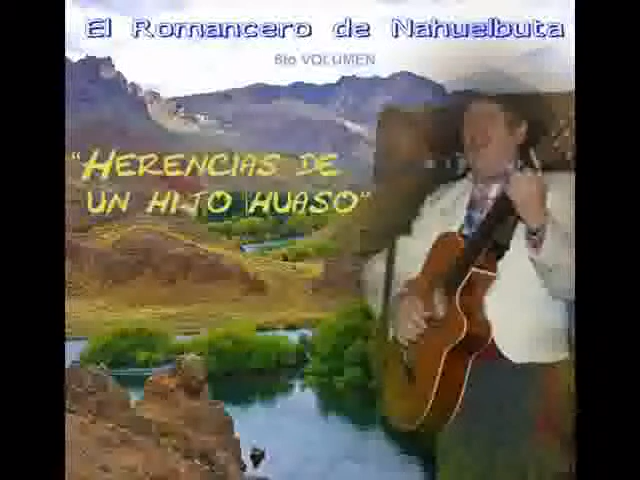 El Romancero de Nahuelbuta
6to VOLUMEN
"HERENCIAS DE
UN HIJO HUASO"